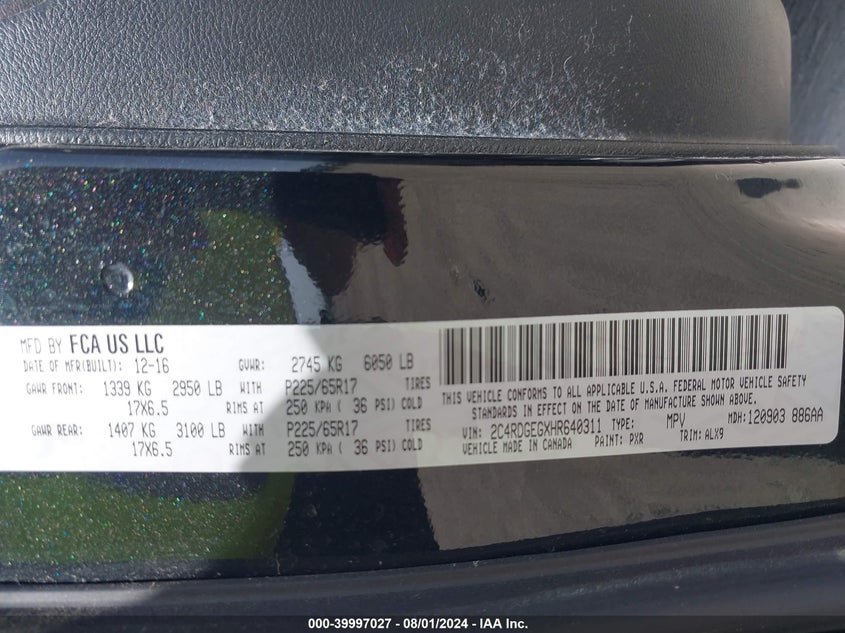 MFD BY FCA US LLC
DATE OF MFR(BUILT): 12-16 GVWR: 2745 KG 6050 LB
GAWR FRONT: 1339 KG 2950 LB WITH P225/65R17 TIRES
17X6.5 RIMS AT 250 KPA ( 36 PSI) COLD
GAWR REAR: 1407 KG 3100 LB WITH P225/65R17 TIRES
17X6.5 RIMS AT 250 KPA ( 36 PSI) COLD
THIS VEHICLE CONFORMS TO ALL APPLICABLE U.S.A. FEDERAL MOTOR VEHICLE SAFETY
STANDARDS IN EFFECT ON THE DATE OF MANUFACTURE SHOWN ABOVE.
MDH:120903 886AA
VIN: 2C4RDGEGXHR640911 TYPE: MPV
VEHICLE MADE IN CANADA PAINT: PXR TRIM: ALX9
000-39997027 - 08/01/2024 - IAA Inc.